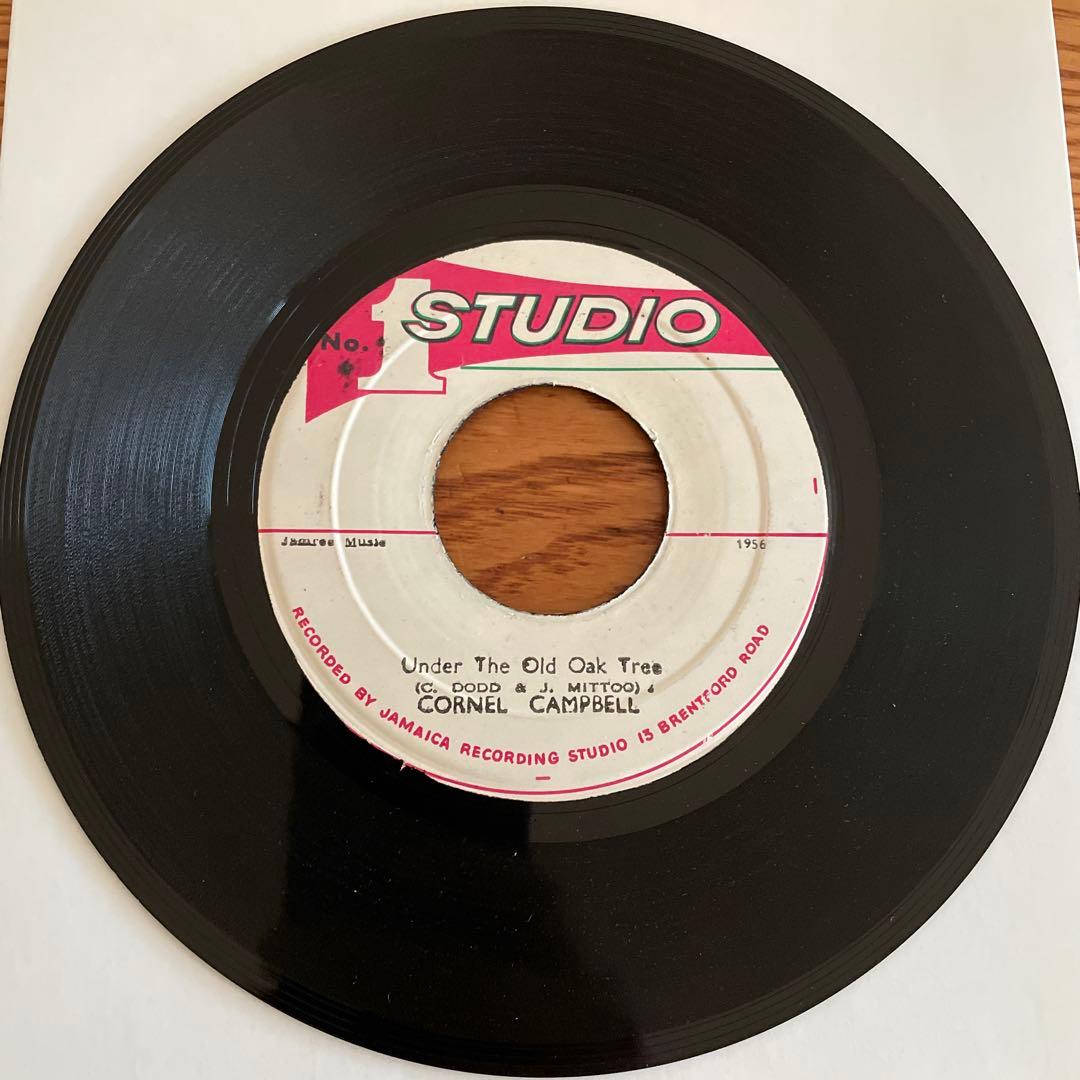 No. 1 STUDIO
Jamrec Music
1956
Under The Old Oak Tree
(C. DODD & J. MITTOO)
CORNEL CAMPBELL
RECORDED BY JAMAICA RECORDING STUDIO 13 BRENTFORD ROAD